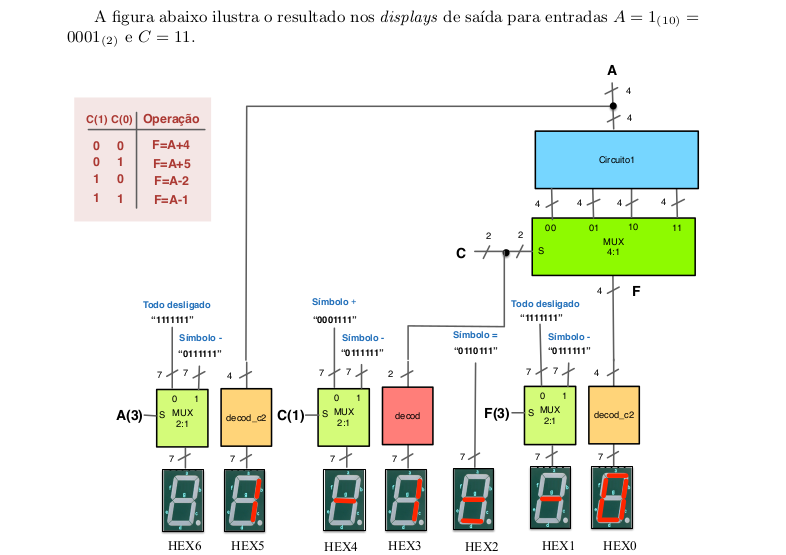 A figura abaixo ilustra o resultado nos displays de saída para entradas A = 1(10) =
0001(2) e C = 11.
A
4
4
C(1) C(0) Operação
0 0 F=A+4
0 1 F=A+5
1 0 F=A-2
1 1 F=A-1
Circuito1
4 4 4 4
00 01 10 11
MUX
4:1
S
C
2 2
4 F
Todo desligado
"1111111"
Símbolo -
"0111111"
Símbolo +
"0001111"
Símbolo -
"0111111"
Símbolo =
"0110111"
Todo desligado
"1111111"
Símbolo -
"0111111"
7 7 4 7 7 2 7 7 4
A(3) S 0 1
MUX
2:1
decod_c2
C(1) S 0 1
MUX
2:1
decod
F(3) S 0 1
MUX
2:1
decod_c2
7 7 7 7 7 7 7
HEX6 HEX5 HEX4 HEX3 HEX2 HEX1 HEX0